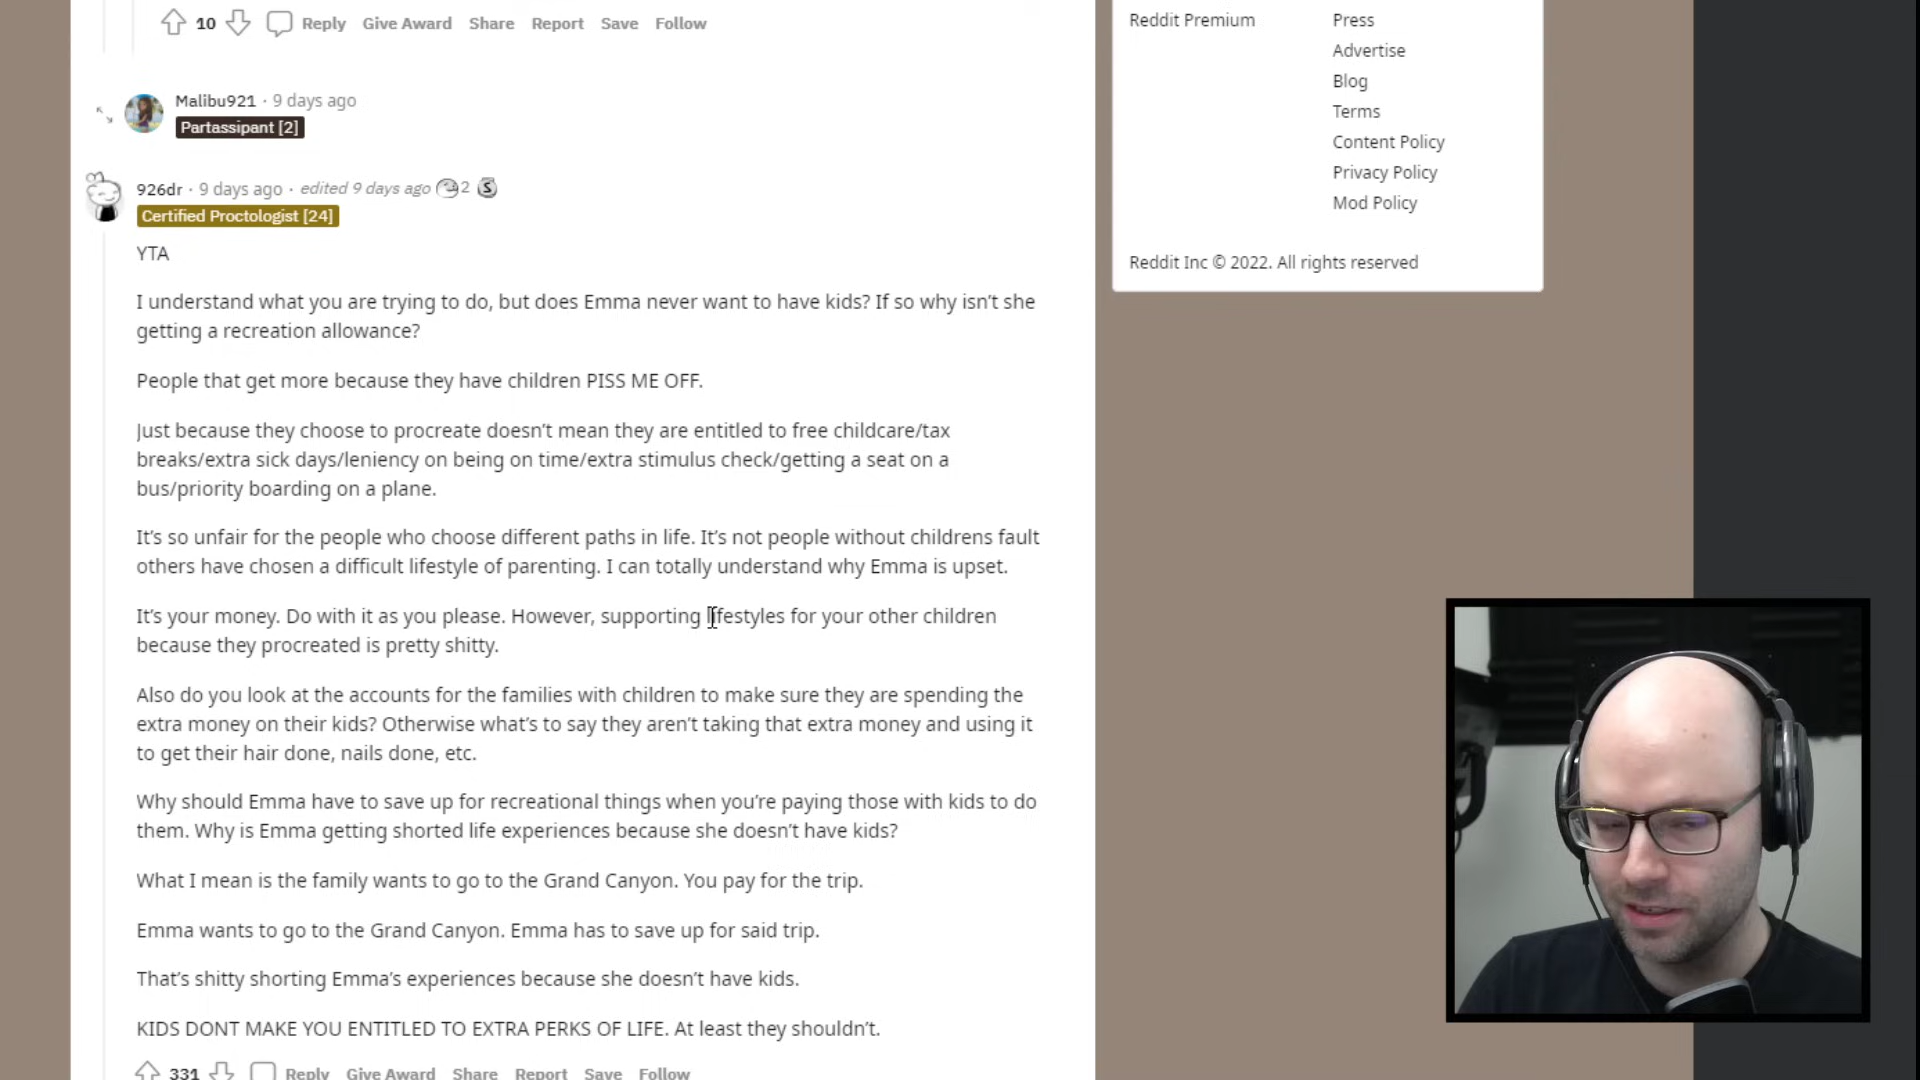 10 Reply Give Award Share Report Save Follow
Malibu921 · 9 days ago
Partassipant [2]
926dr · 9 days ago · edited 9 days ago 2 S
Certified Proctologist [24]
YTA
I understand what you are trying to do, but does Emma never want to have kids? If so why isn't she
getting a recreation allowance?
People that get more because they have children PISS ME OFF.
Just because they choose to procreate doesn't mean they are entitled to free childcare/tax
breaks/extra sick days/leniency on being on time/extra stimulus check/getting a seat on a
bus/priority boarding on a plane.
It's so unfair for the people who choose different paths in life. It's not people without childrens fault
others have chosen a difficult lifestyle of parenting. I can totally understand why Emma is upset.
It's your money. Do with it as you please. However, supporting lifestyles for your other children
because they procreated is pretty shitty.
Also do you look at the accounts for the families with children to make sure they are spending the
extra money on their kids? Otherwise what's to say they aren't taking that extra money and using it
to get their hair done, nails done, etc.
Why should Emma have to save up for recreational things when you're paying those with kids to do
them. Why is Emma getting shorted life experiences because she doesn't have kids?
What I mean is the family wants to go to the Grand Canyon. You pay for the trip.
Emma wants to go to the Grand Canyon. Emma has to save up for said trip.
That's shitty shorting Emma's experiences because she doesn't have kids.
KIDS DONT MAKE YOU ENTITLED TO EXTRA PERKS OF LIFE. At least they shouldn't.
331 Reply Give Award Share Report Save Follow
Reddit Premium
Press
Advertise
Blog
Terms
Content Policy
Privacy Policy
Mod Policy
Reddit Inc © 2022. All rights reserved